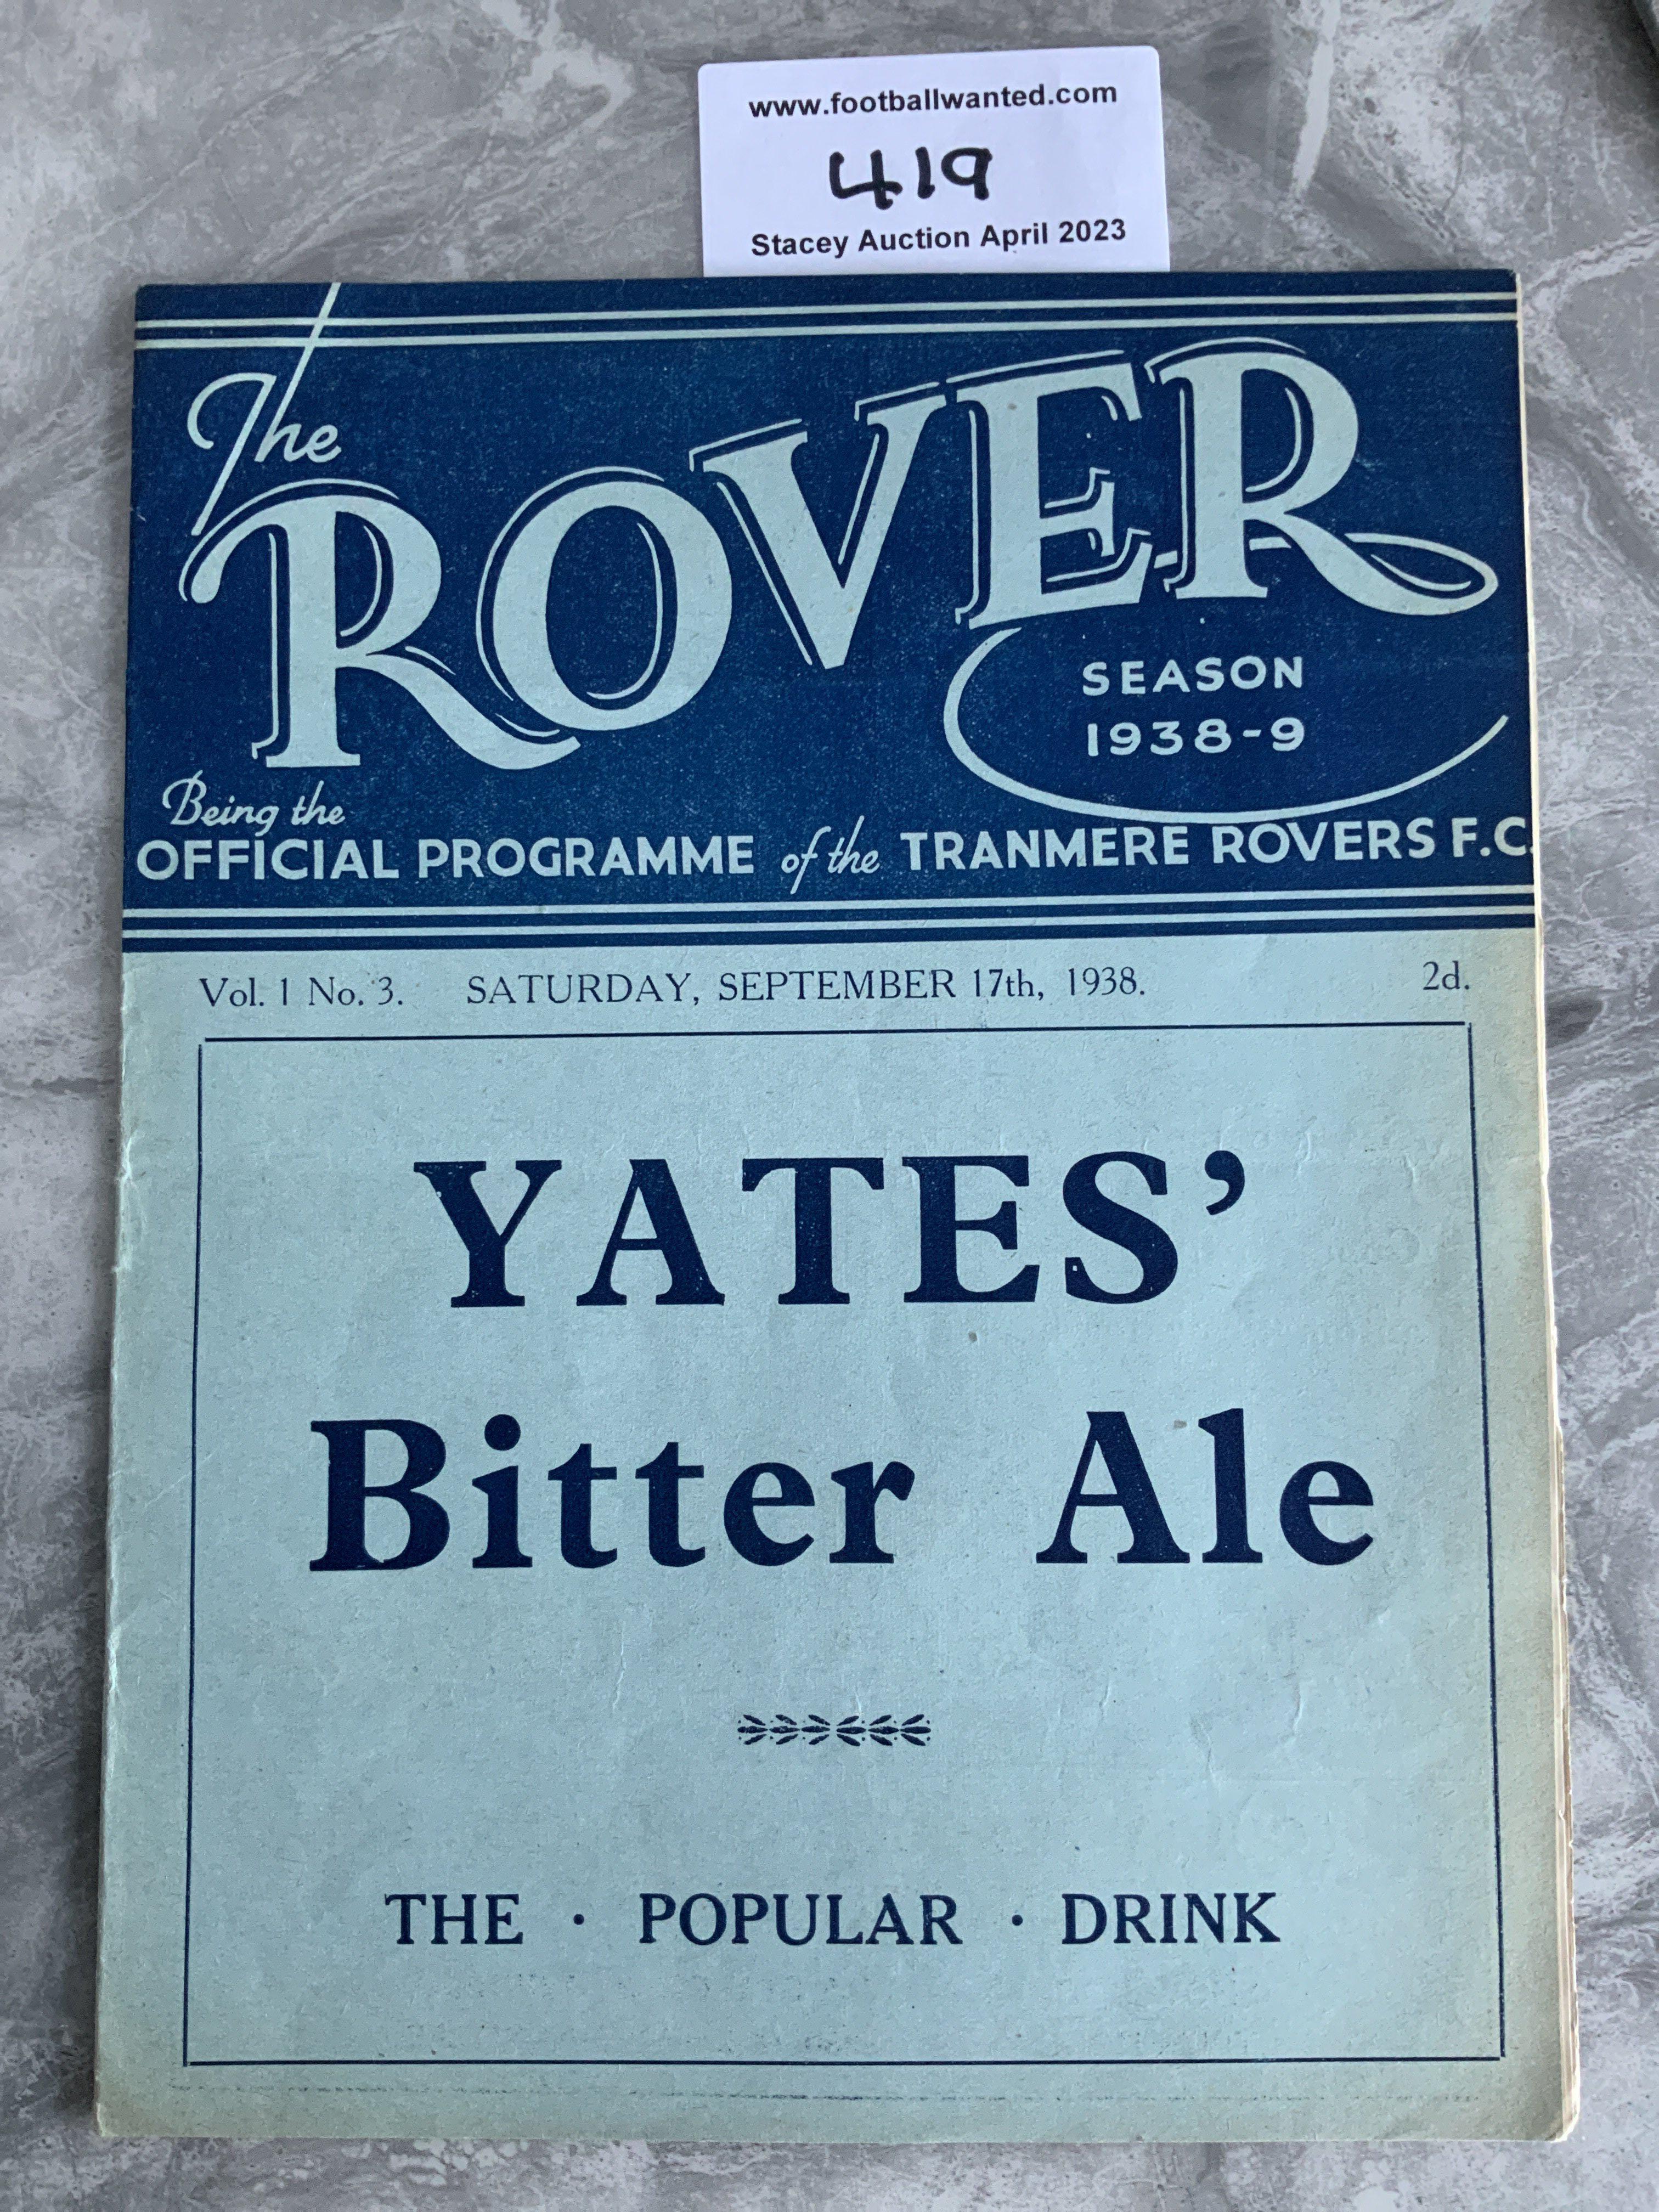 www.footballwanted.com
419
Stacey Auction April 2023
The
ROVER
SEASON
1938-9
Being the
OFFICIAL PROGRAMME of the TRANMERE ROVERS F.C.
Vol. 1 No. 3. SATURDAY, SEPTEMBER 17th, 1938. 2d.
YATES'
Bitter Ale
THE · POPULAR · DRINK